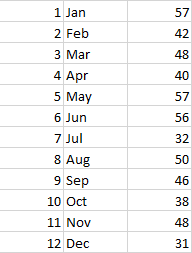 1 Jan 57
2 Feb 42
3 Mar 48
4 Apr 40
5 May 57
6 Jun 56
7 Jul 32
8 Aug 50
9 Sep 46
10 Oct 38
11 Nov 48
12 Dec 31